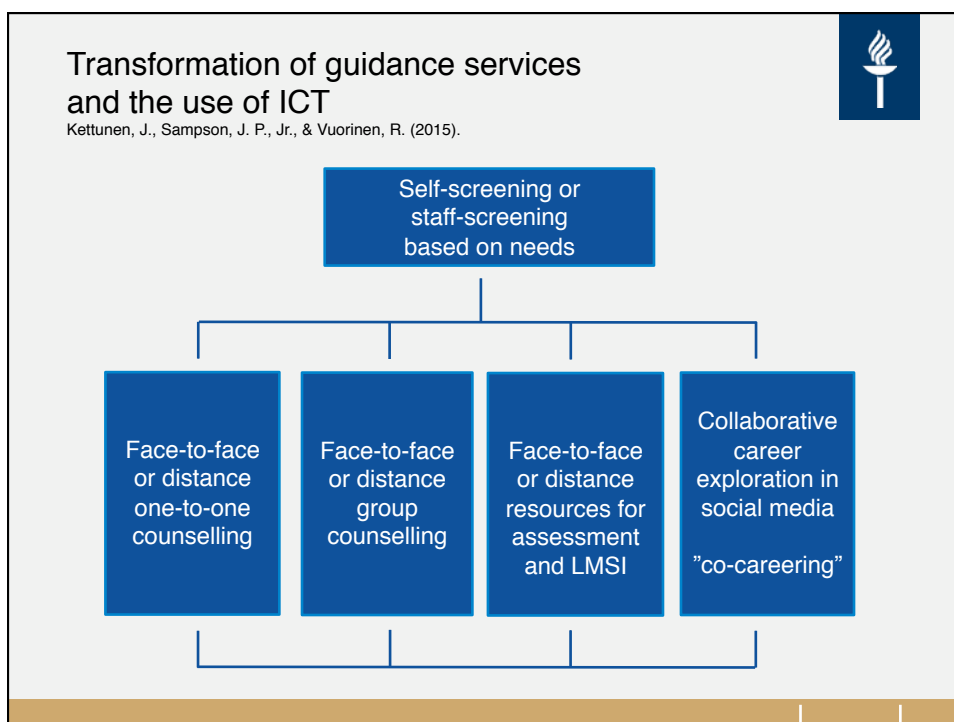 Transformation of guidance services
and the use of ICT
Kettunen, J., Sampson, J. P., Jr., & Vuorinen, R. (2015).
Self-screening or
staff-screening
based on needs
Face-to-face
or distance
one-to-one
counselling
Face-to-face
or distance
group
counselling
Face-to-face
or distance
resources for
assessment
and LMSI
Collaborative
career
exploration in
social media
”co-careering”